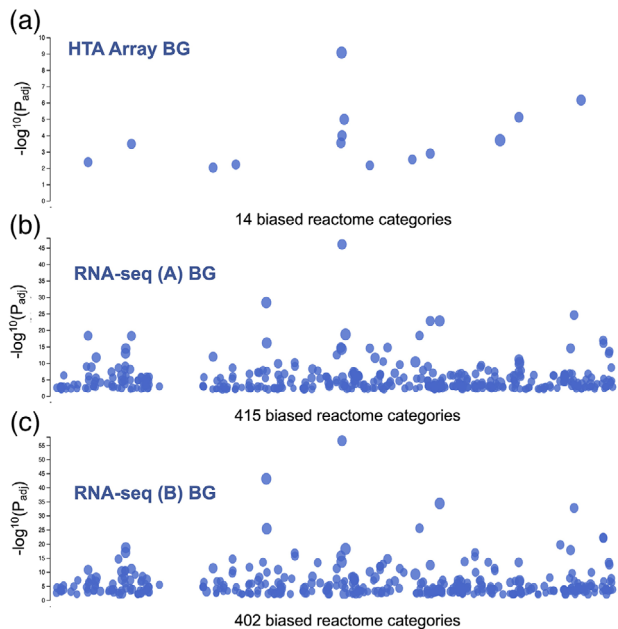 (a)
HTA Array BG
-log10(Padj)
10
9
8
7
6
5
4
3
2
1
0
14 biased reactome categories
(b)
RNA-seq (A) BG
-log10(Padj)
45
40
35
30
25
20
15
10
5
0
415 biased reactome categories
(c)
RNA-seq (B) BG
-log10(Padj)
55
50
45
40
35
30
25
20
15
10
5
0
402 biased reactome categories